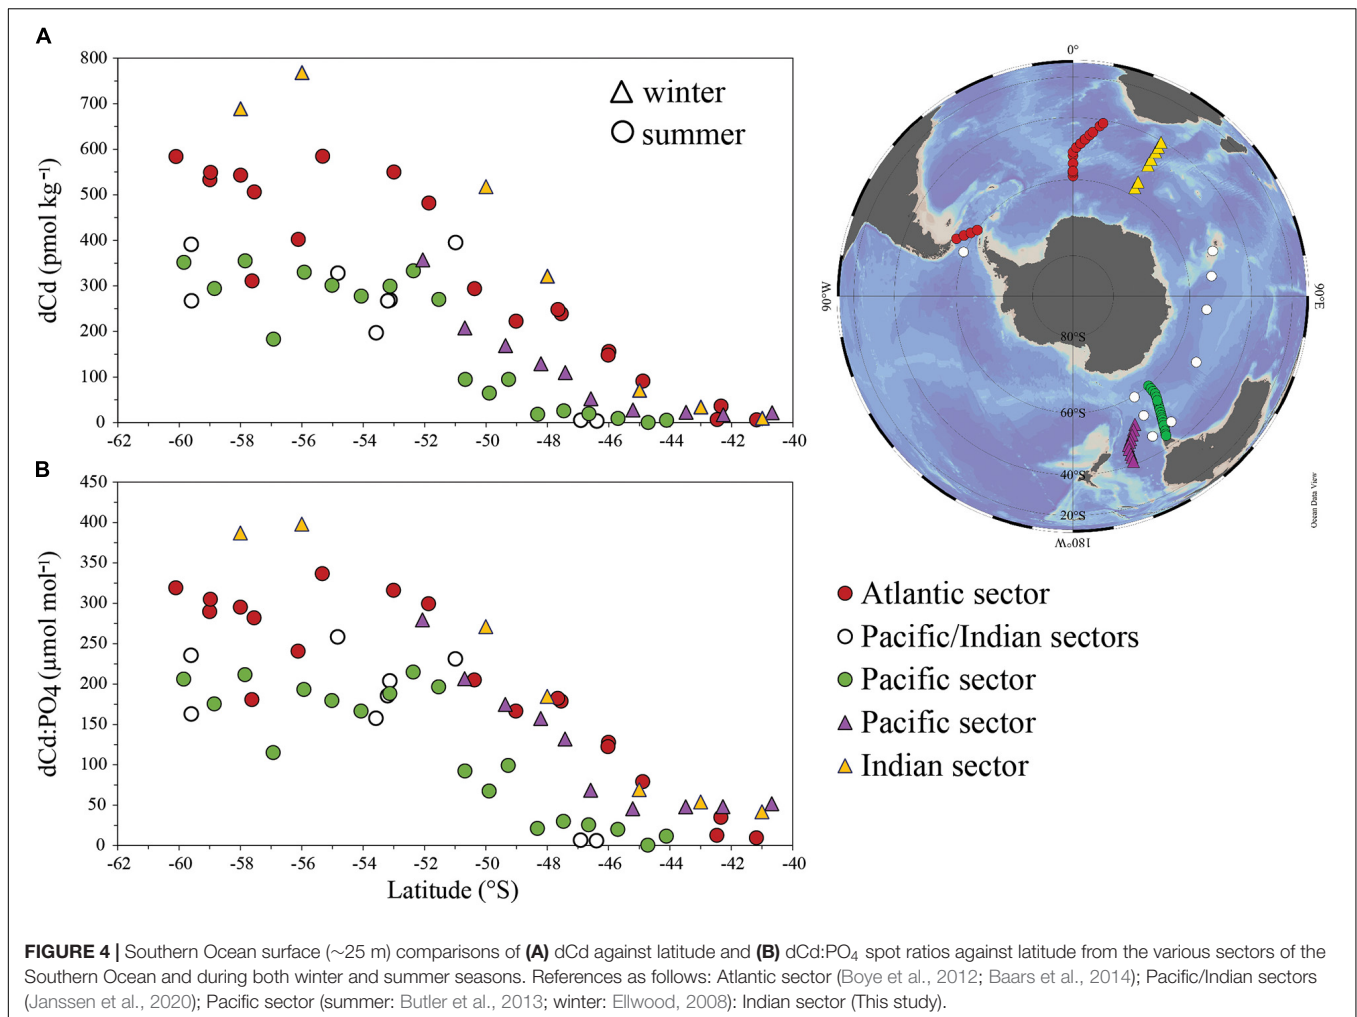 A
800
700
600
500
400
300
200
100
0
dCd (pmol kg⁻¹)
winter
summer
-62 -60 -58 -56 -54 -52 -50 -48 -46 -44 -42 -40
B
450
400
350
300
250
200
150
100
50
0
dCd:PO4 (µmol mol⁻¹)
-62 -60 -58 -56 -54 -52 -50 -48 -46 -44 -42 -40
Latitude (°S)
0°
90°W
90°E
80°S
60°S
40°S
20°S
180°W
Ocean Data View
Atlantic sector
Pacific/Indian sectors
Pacific sector
Pacific sector
Indian sector
FIGURE 4 | Southern Ocean surface (∼25 m) comparisons of (A) dCd against latitude and (B) dCd:PO₄ spot ratios against latitude from the various sectors of the
Southern Ocean and during both winter and summer seasons. References as follows: Atlantic sector (Boye et al., 2012; Baars et al., 2014); Pacific/Indian sectors
(Janssen et al., 2020); Pacific sector (summer: Butler et al., 2013; winter: Ellwood, 2008): Indian sector (This study).